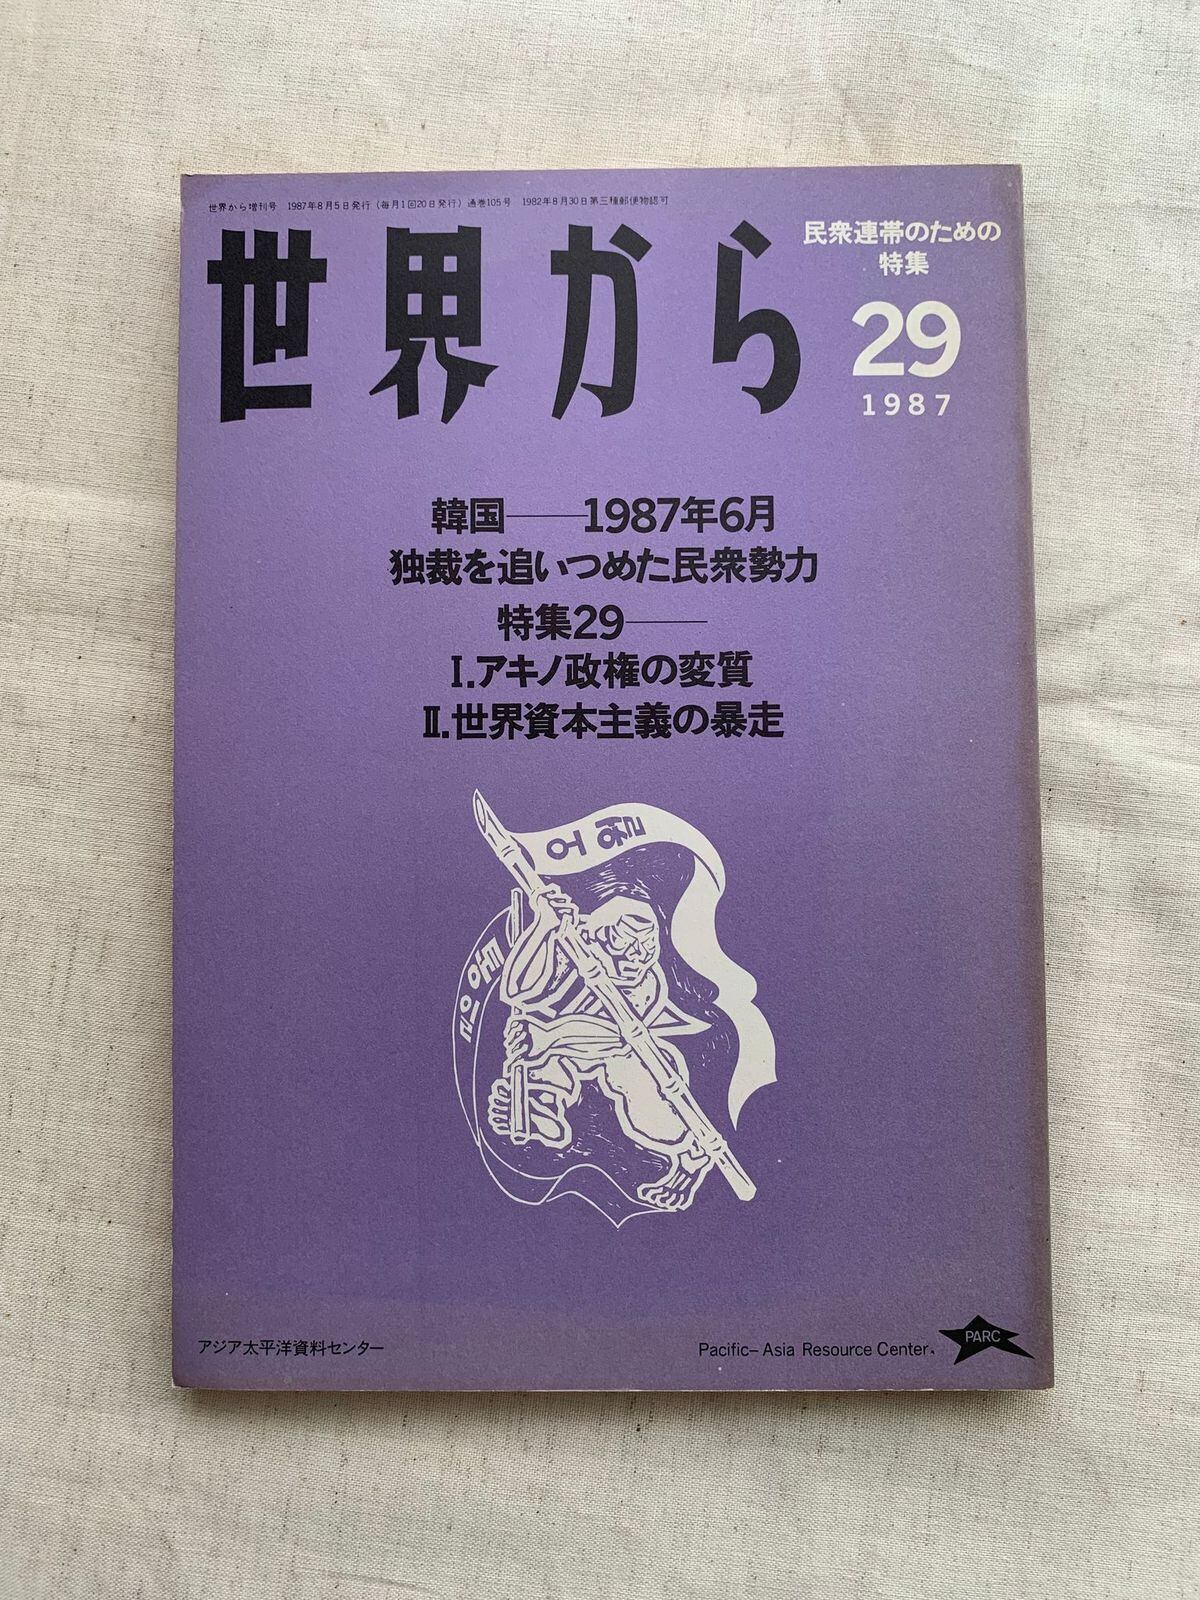 世界から増刊号 1987年8月5日発行(毎月1回20日発行)通巻105号 1982年8月30日第三種郵便物認可
世界から
民衆連帯のための
特集
29
1987
韓国──1987年6月
独裁を追いつめた民衆勢力
特集29──
I.アキノ政権の変質
II.世界資本主義の暴走
アジア太平洋資料センター
Pacific-Asia Resource Center.
PARC